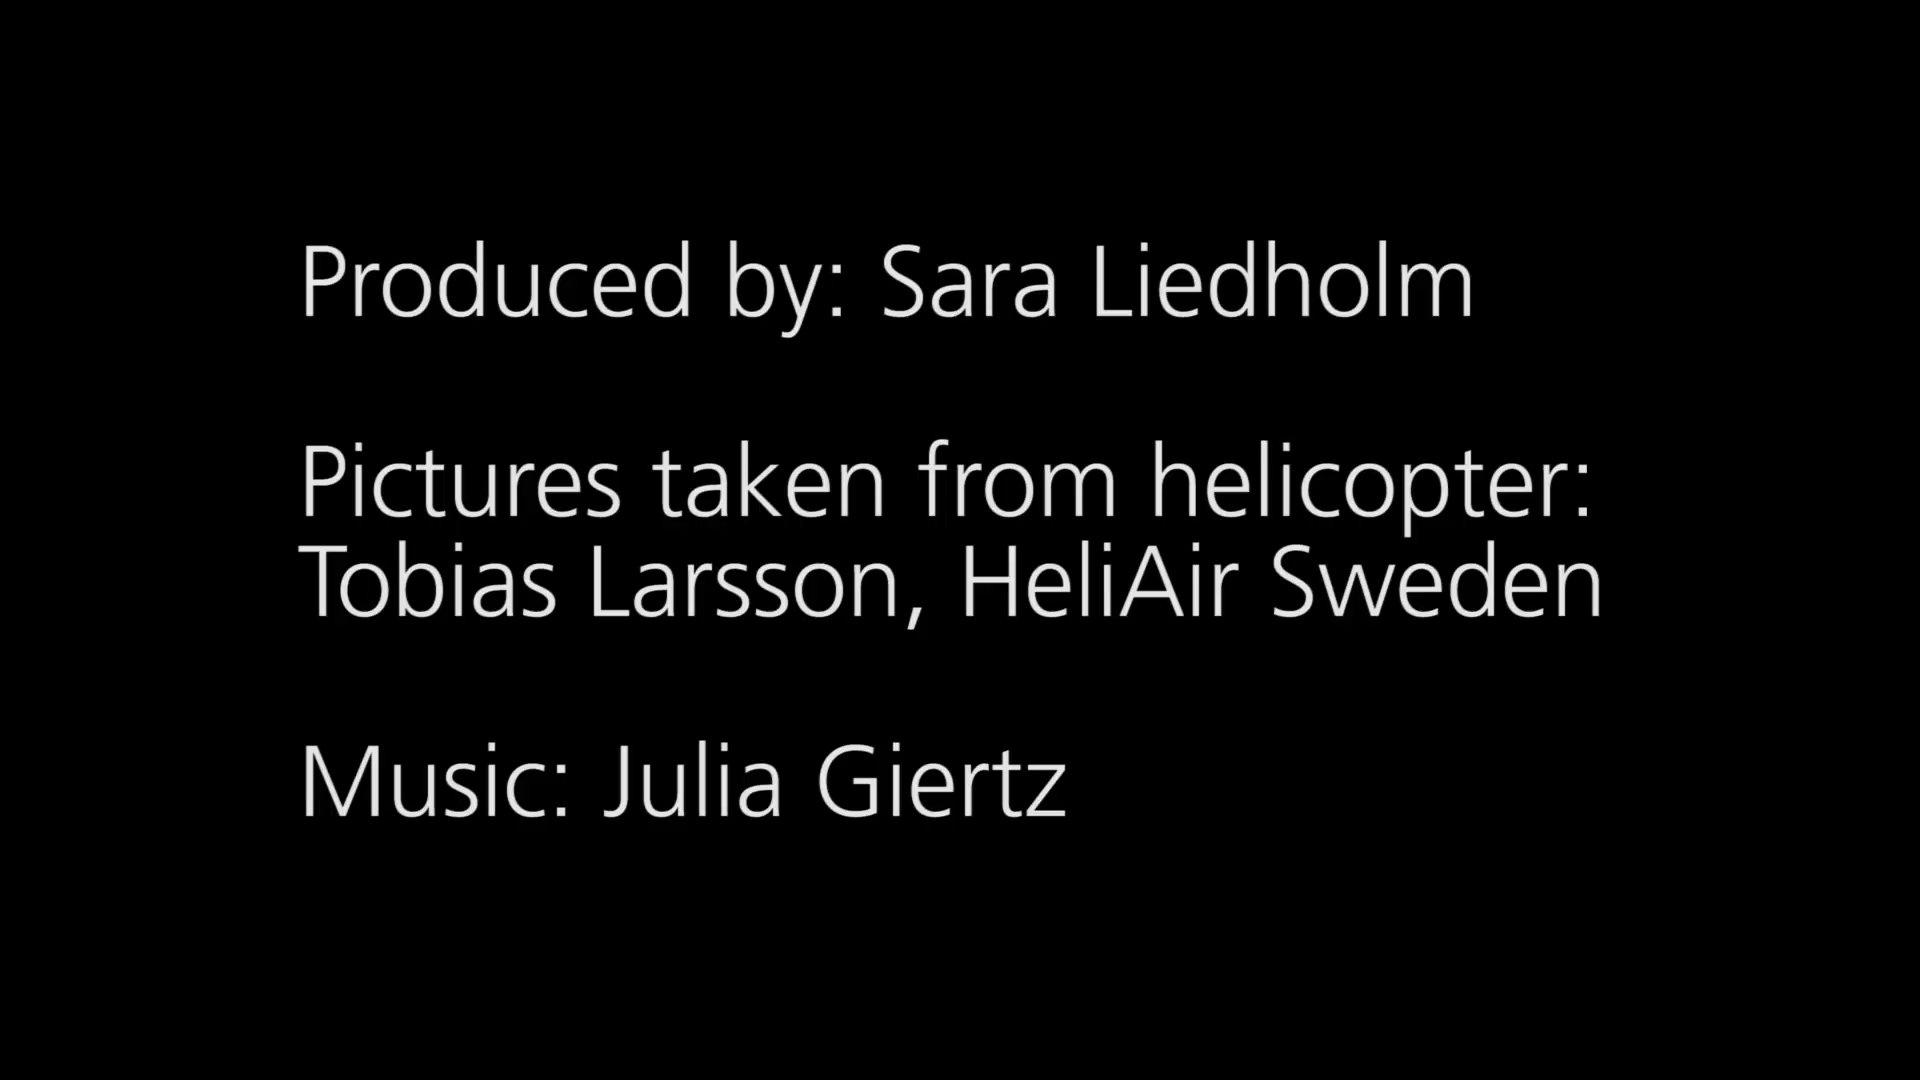 Produced by: Sara Liedholm
Pictures taken from helicopter:
Tobias Larsson, HeliAir Sweden
Music: Julia Giertz